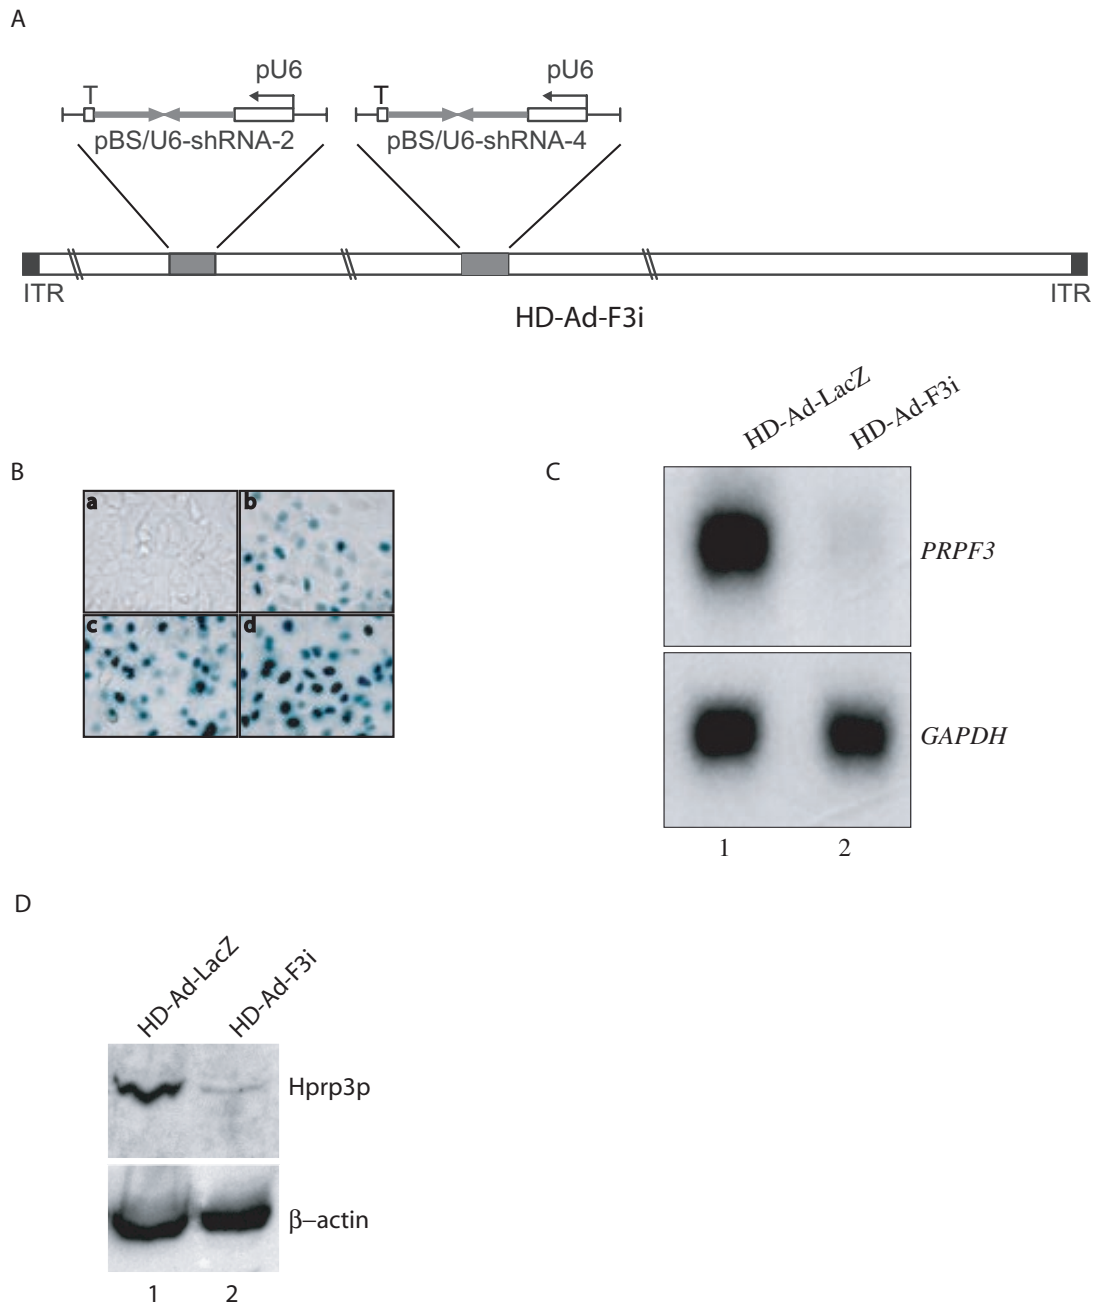 A
pU6
pU6
T
T
pBS/U6-shRNA-2
pBS/U6-shRNA-4
ITR
ITR
HD-Ad-F3i
B
a
b
c
d
C
HD-Ad-LacZ
HD-Ad-F3i
PRPF3
GAPDH
1
2
D
HD-Ad-LacZ
HD-Ad-F3i
Hprp3p
β–actin
1
2